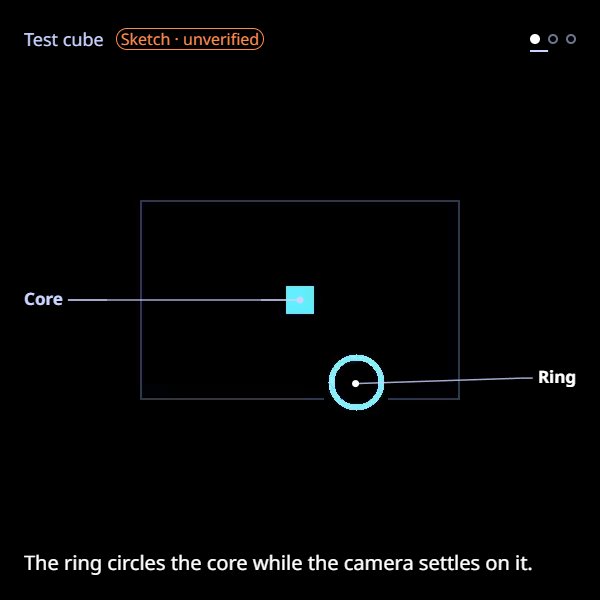 Test cube
Sketch · unverified
Core
Ring
The ring circles the core while the camera settles on it.